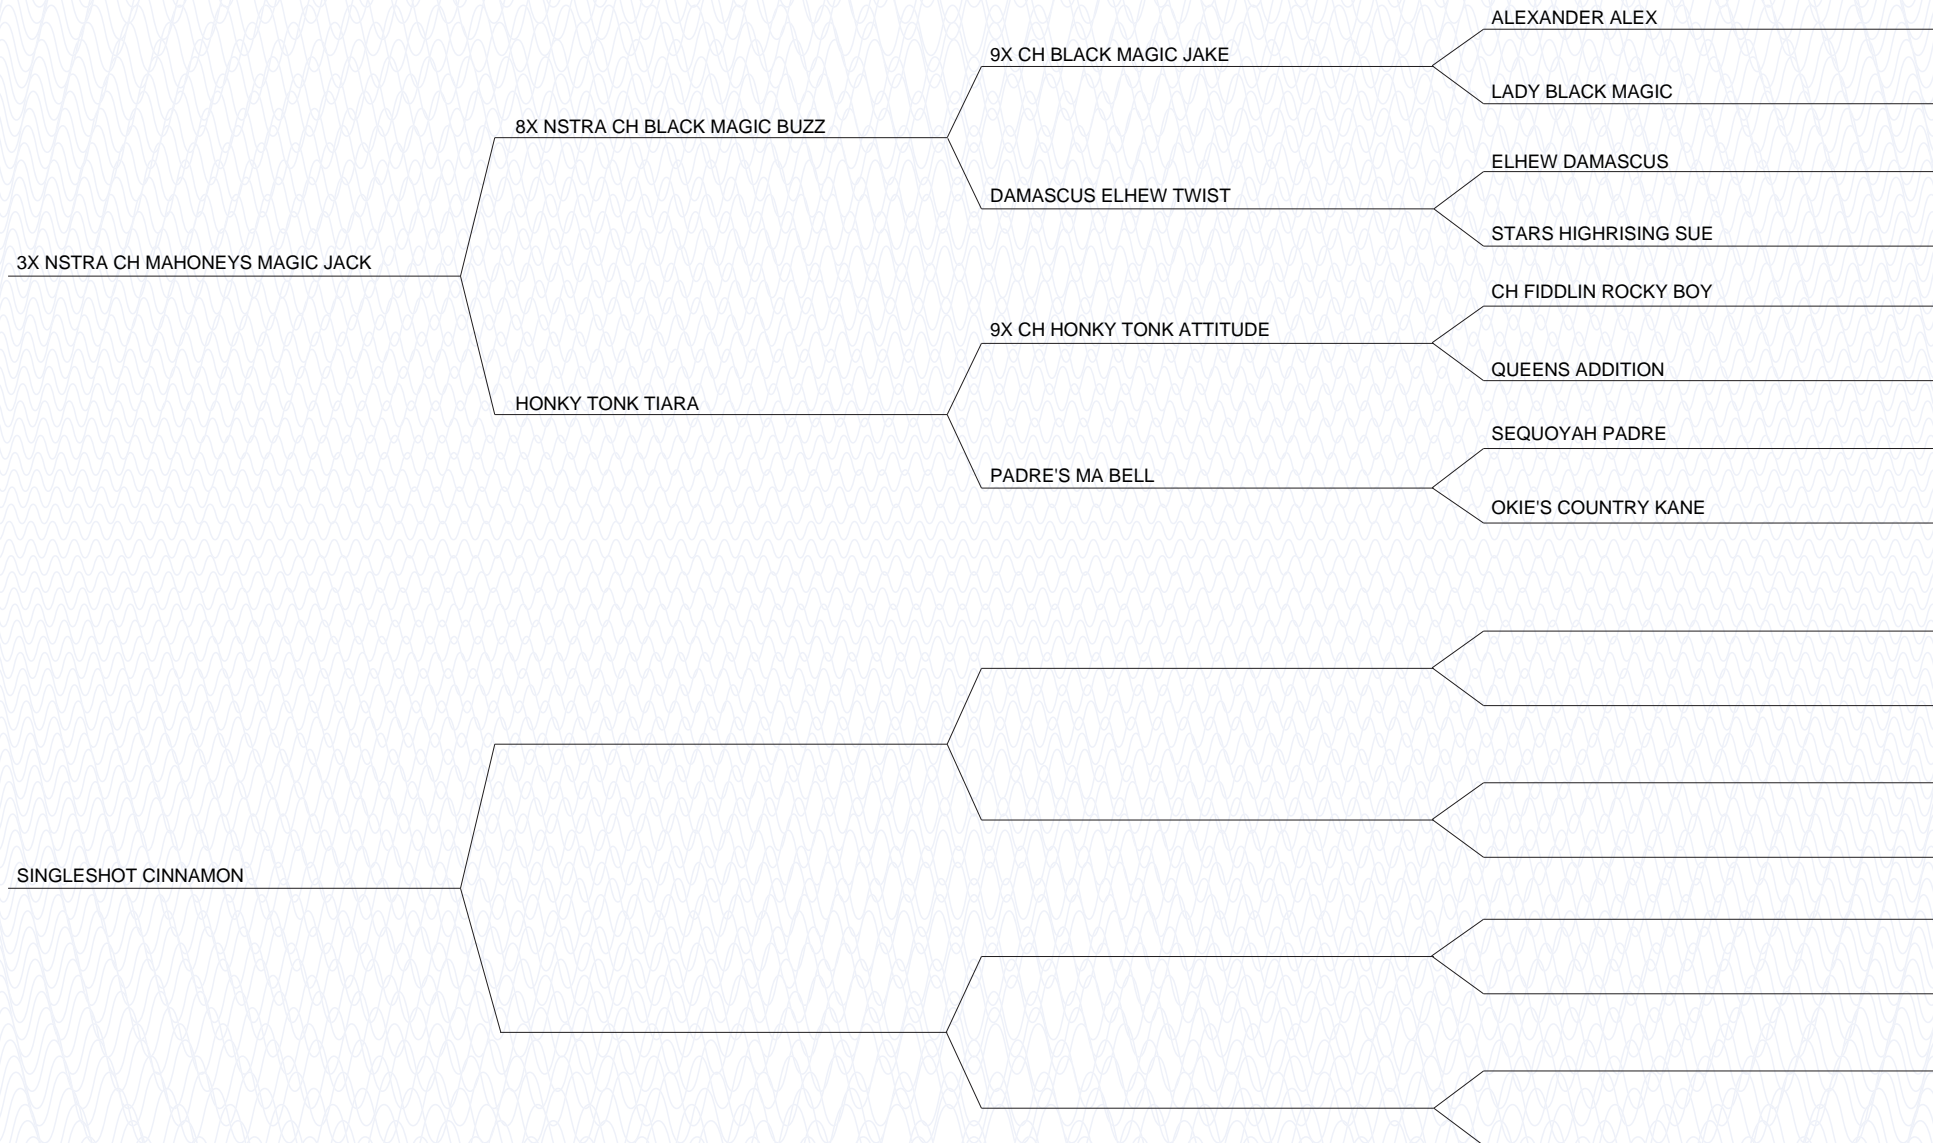 ALEXANDER ALEX
9X CH BLACK MAGIC JAKE
LADY BLACK MAGIC
8X NSTRA CH BLACK MAGIC BUZZ
ELHEW DAMASCUS
DAMASCUS ELHEW TWIST
STARS HIGHRISING SUE
3X NSTRA CH MAHONEYS MAGIC JACK
CH FIDDLIN ROCKY BOY
9X CH HONKY TONK ATTITUDE
QUEENS ADDITION
HONKY TONK TIARA
SEQUOYAH PADRE
PADRE'S MA BELL
OKIE'S COUNTRY KANE
SINGLESHOT CINNAMON